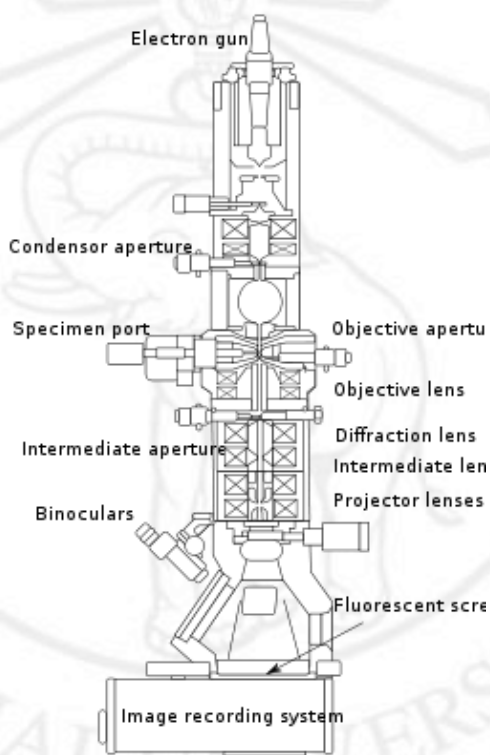 Electron gun
Condensor aperture
Specimen port
Objective apertu
Objective lens
Intermediate aperture
Diffraction lens
Intermediate len
Projector lenses
Binoculars
Fluorescent scre
Image recording system